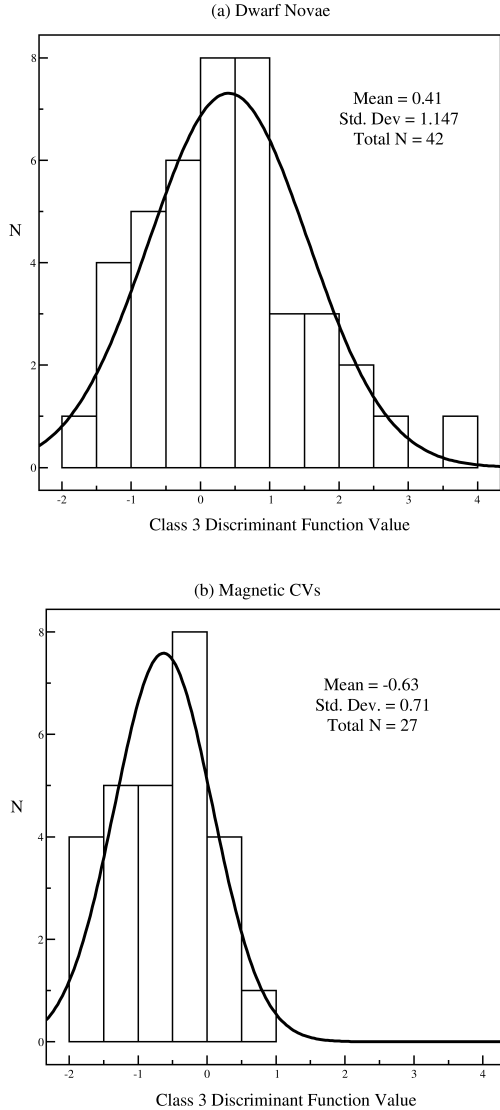 (a) Dwarf Novae
8
Mean = 0.41
Std. Dev = 1.147
Total N = 42
6
N
4
2
0
-2 -1 0 1 2 3 4
Class 3 Discriminant Function Value
(b) Magnetic CVs
8
Mean = -0.63
Std. Dev. = 0.71
Total N = 27
6
N
4
2
0
-2 -1 0 1 2 3 4
Class 3 Discriminant Function Value